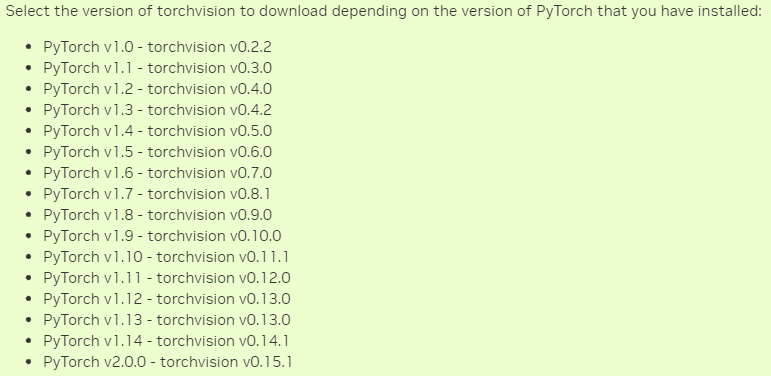 Select the version of torchvision to download depending on the version of PyTorch that you have installed:
• PyTorch v1.0 - torchvision v0.2.2
• PyTorch v1.1 - torchvision v0.3.0
• PyTorch v1.2 - torchvision v0.4.0
• PyTorch v1.3 - torchvision v0.4.2
• PyTorch v1.4 - torchvision v0.5.0
• PyTorch v1.5 - torchvision v0.6.0
• PyTorch v1.6 - torchvision v0.7.0
• PyTorch v1.7 - torchvision v0.8.1
• PyTorch v1.8 - torchvision v0.9.0
• PyTorch v1.9 - torchvision v0.10.0
• PyTorch v1.10 - torchvision v0.11.1
• PyTorch v1.11 - torchvision v0.12.0
• PyTorch v1.12 - torchvision v0.13.0
• PyTorch v1.13 - torchvision v0.13.0
• PyTorch v1.14 - torchvision v0.14.1
• PyTorch v2.0.0 - torchvision v0.15.1